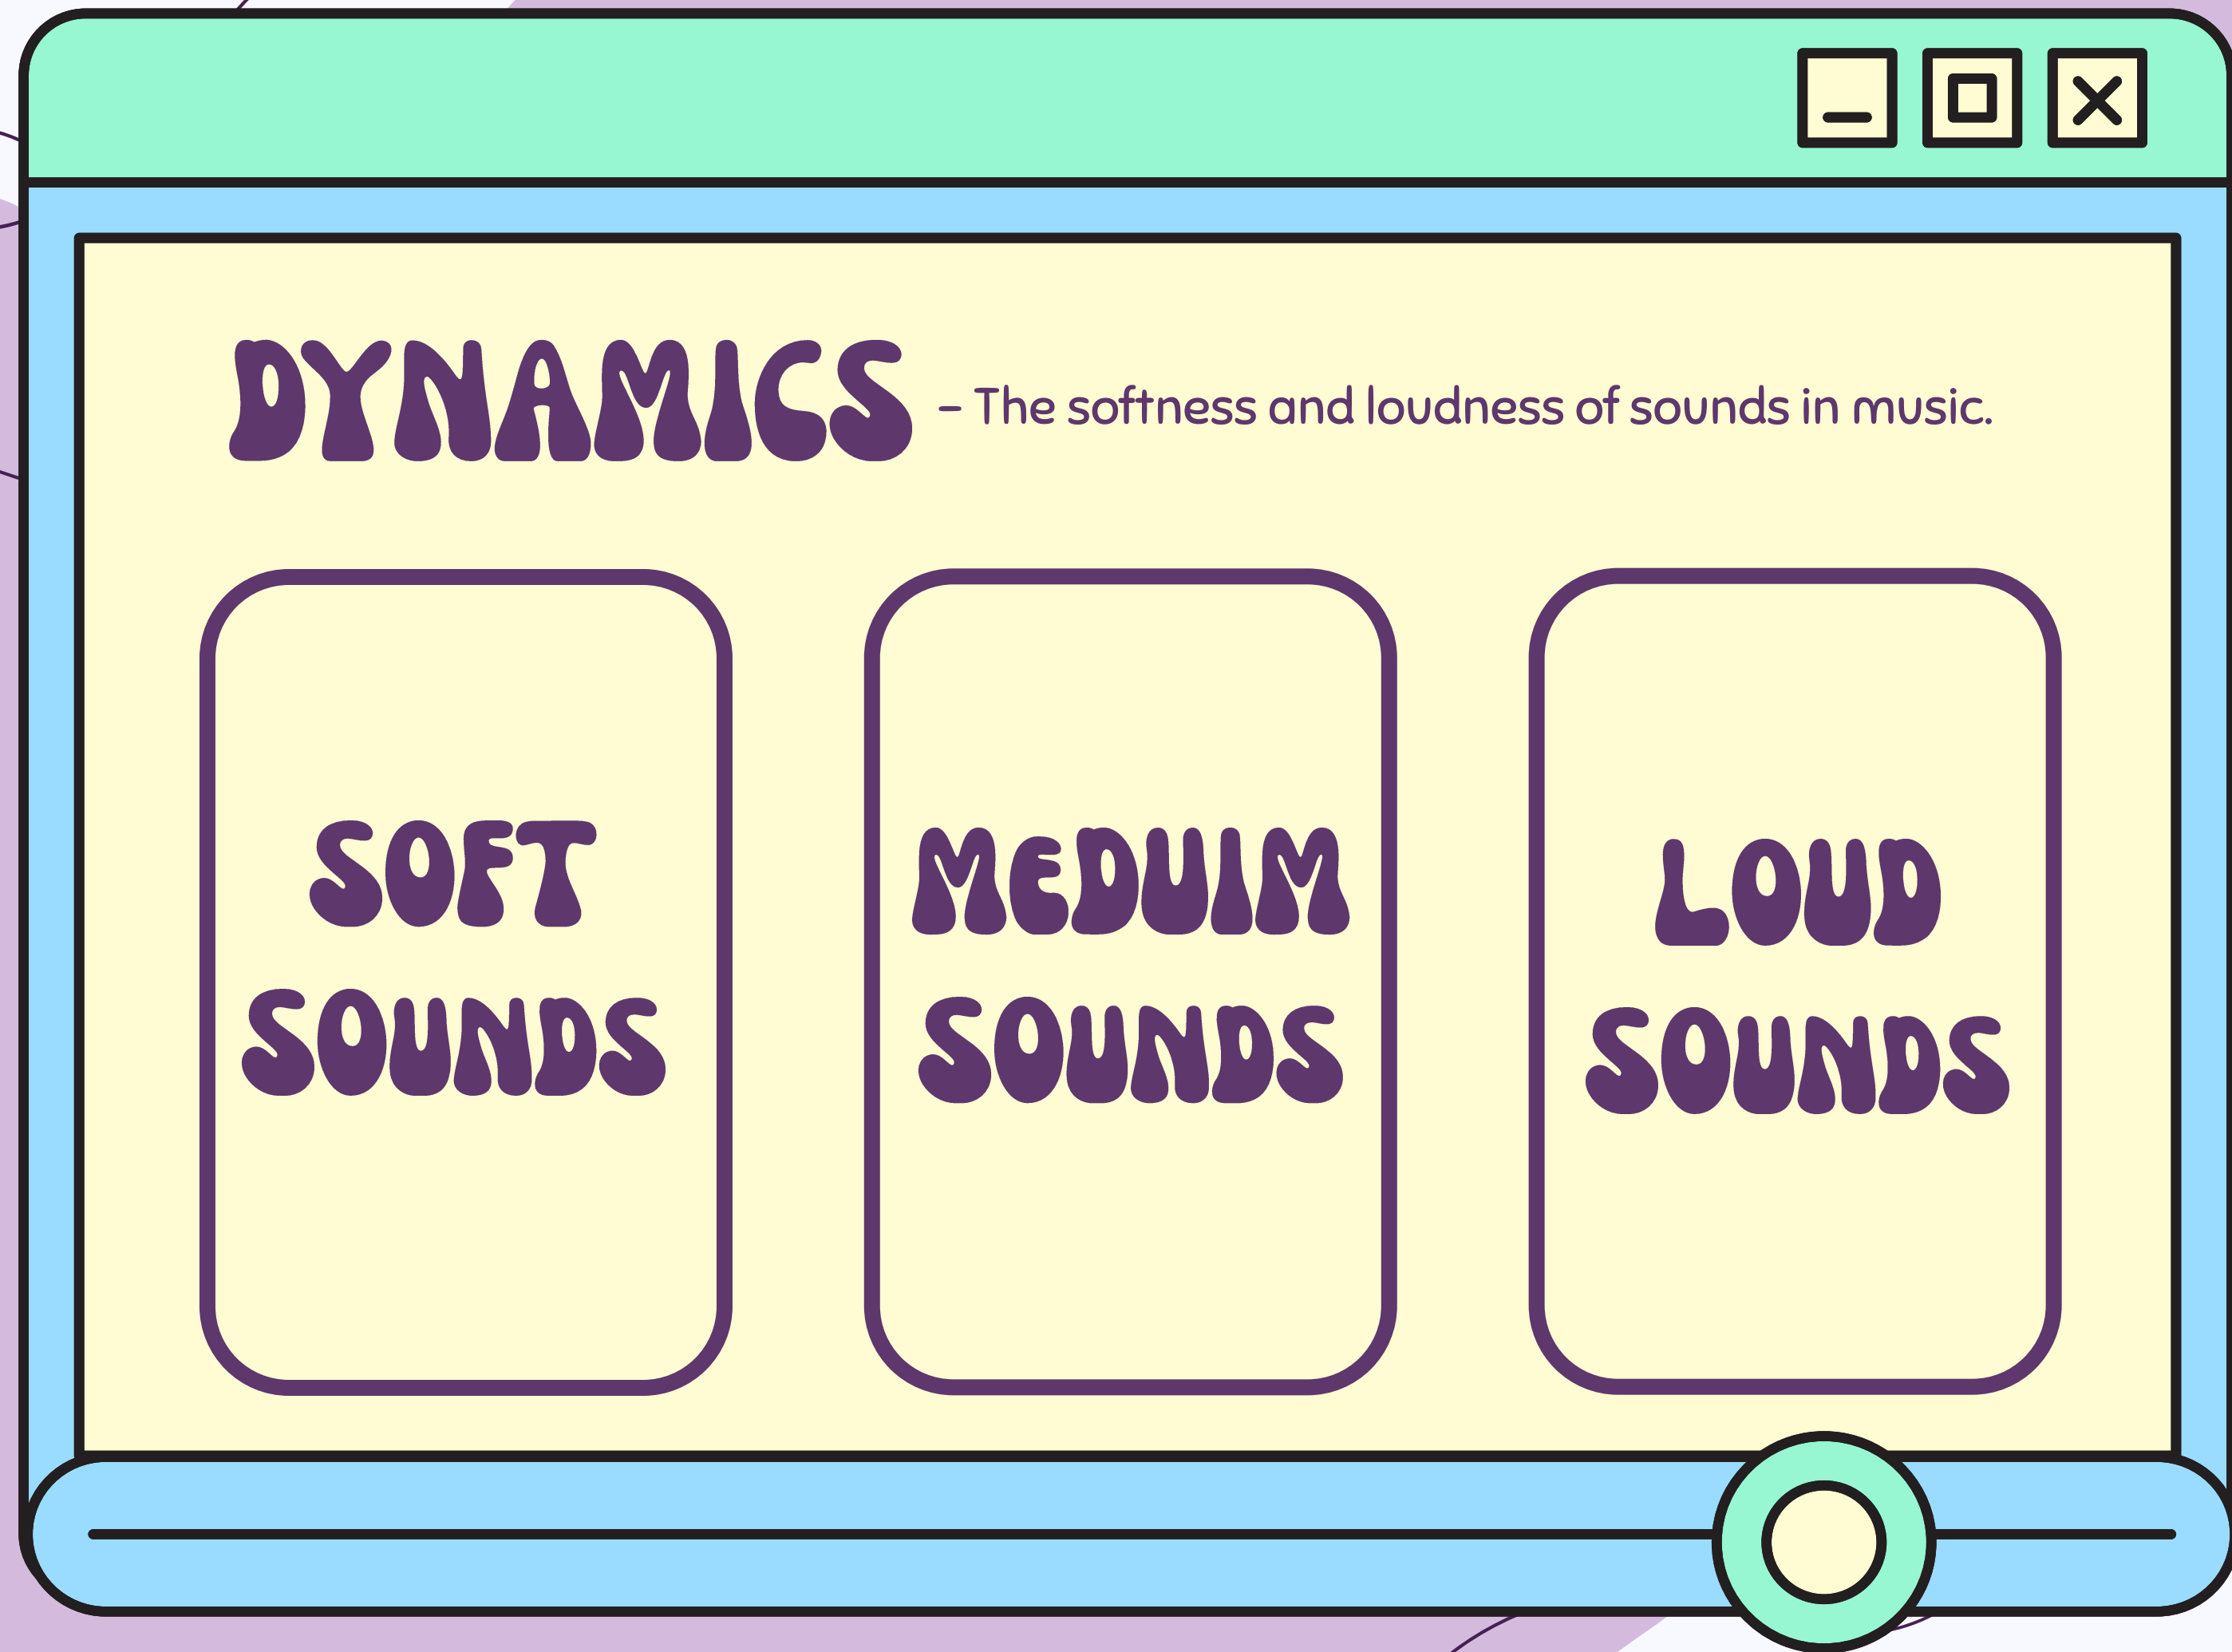 DYNAMICS - The softness and loudness of sounds in music.
SOFT
SOUNDS
MEDUIM
SOUNDS
LOUD
SOUNDS